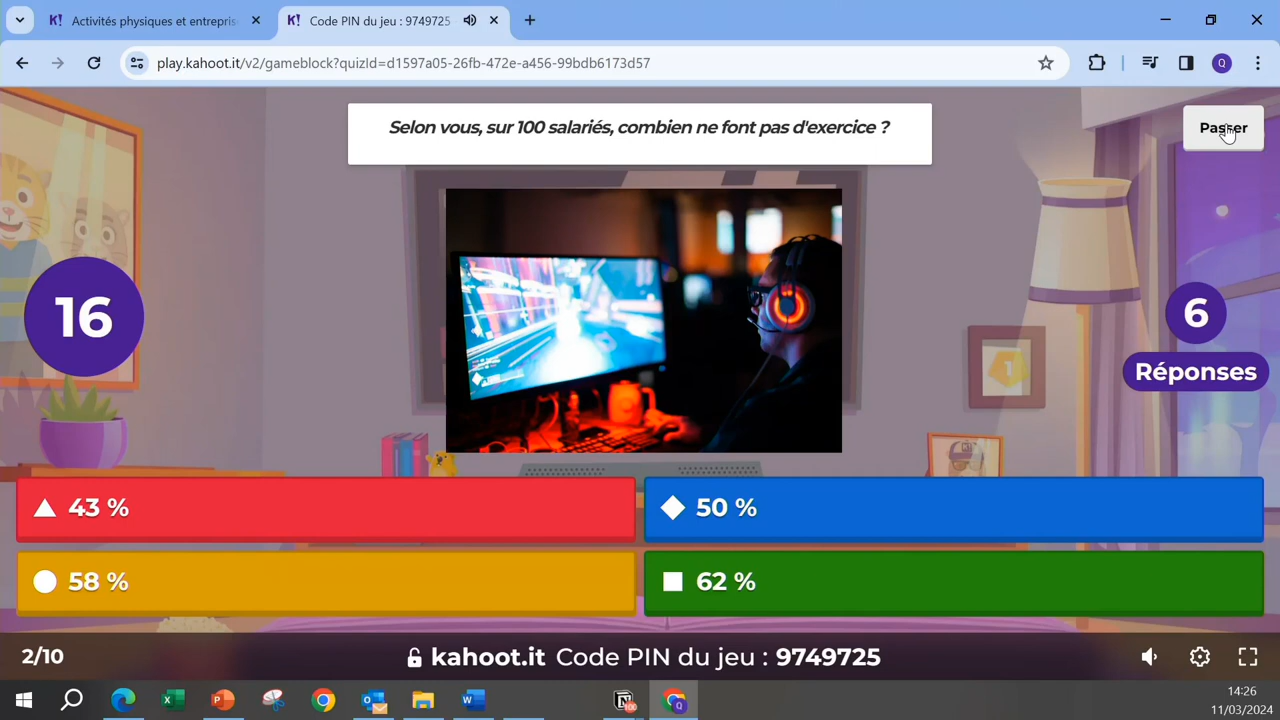 Activités physiques et entrepris
Code PIN du jeu : 9749725
play.kahoot.it/v2/gameblock?quizId=d1597a05-26fb-472e-a456-99bdb6173d57
Q
Selon vous, sur 100 salariés, combien ne font pas d'exercice ?
Passer
16
6
Réponses
1
43 %
50 %
58 %
62 %
2/10
kahoot.it Code PIN du jeu : 9749725
14:26
11/03/2024